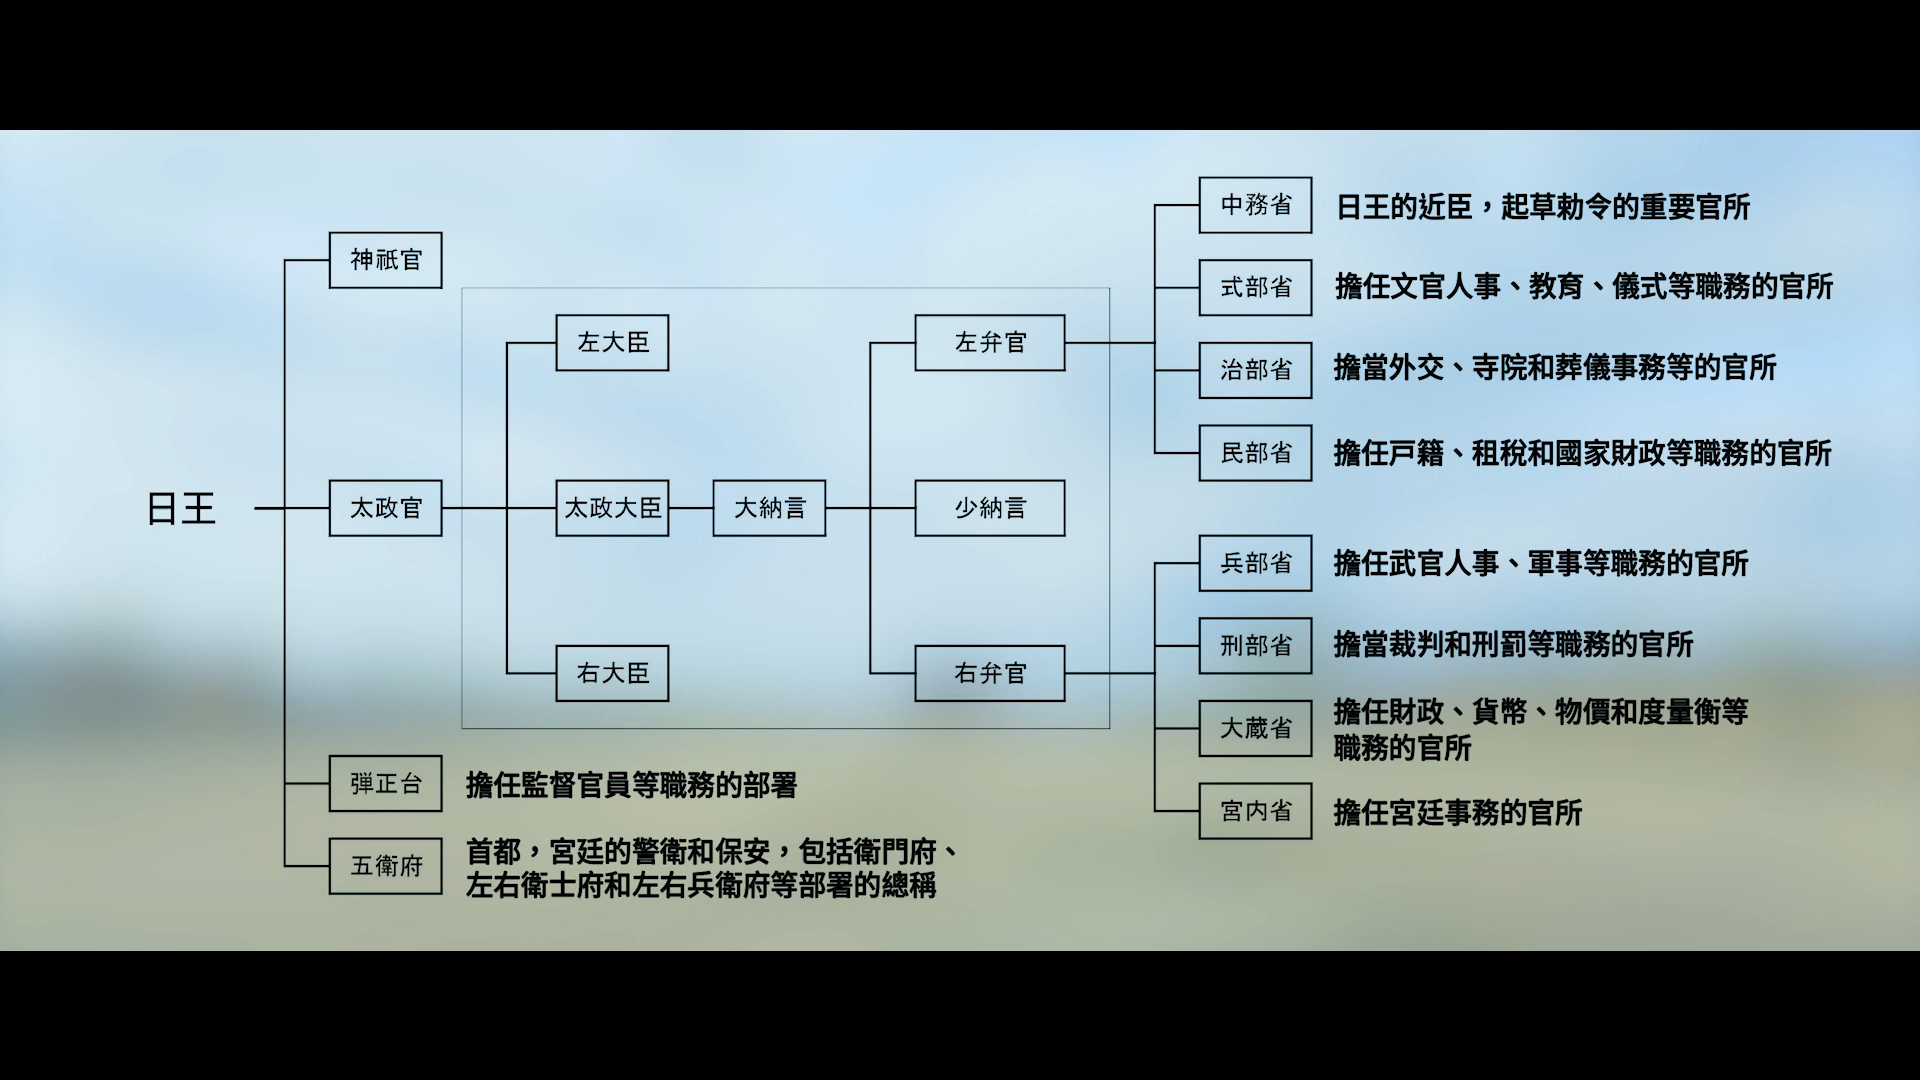 日王
神祇官
太政官
左大臣
太政大臣
右大臣
大納言
左弁官
少納言
右弁官
中務省 日王的近臣，起草勅令的重要官所
式部省 擔任文官人事、教育、儀式等職務的官所
治部省 擔當外交、寺院和葬儀事務等的官所
民部省 擔任戸籍、租稅和國家財政等職務的官所
兵部省 擔任武官人事、軍事等職務的官所
刑部省 擔當裁判和刑罰等職務的官所
大蔵省 擔任財政、貨幣、物價和度量衡等
職務的官所
宮内省 擔任宮廷事務的官所
弾正台 擔任監督官員等職務的部署
五衛府 首都，宮廷的警衛和保安，包括衛門府、
左右衛士府和左右兵衛府等部署的總稱